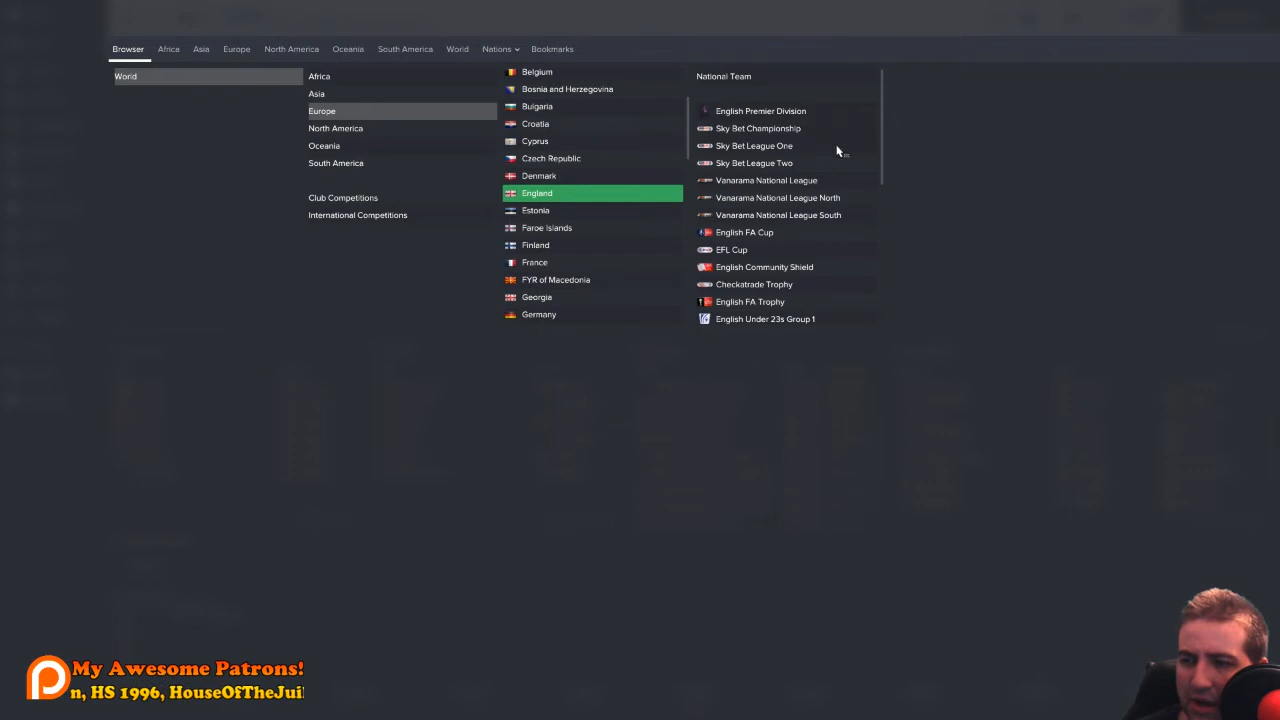 Browser Africa Asia Europe North America Oceania South America World Nations Bookmarks
World
Africa
Asia
Europe
North America
Oceania
South America
Club Competitions
International Competitions
Belgium
Bosnia and Herzegovina
Bulgaria
Croatia
Cyprus
Czech Republic
Denmark
England
Estonia
Faroe Islands
Finland
France
FYR of Macedonia
Georgia
Germany
National Team
English Premier Division
Sky Bet Championship
Sky Bet League One
Sky Bet League Two
Vanarama National League
Vanarama National League North
Vanarama National League South
English FA Cup
EFL Cup
English Community Shield
Checkatrade Trophy
English FA Trophy
English Under 23s Group 1
My Awesome Patrons!
n, HS 1996, HouseOfTheJui